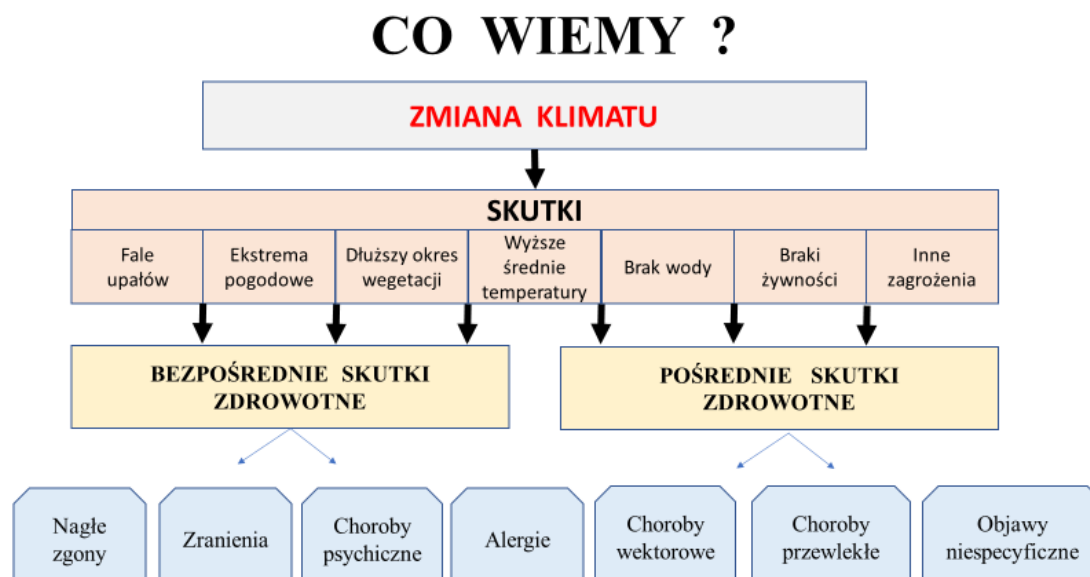 CO WIEMY ?
ZMIANA KLIMATU
SKUTKI
Fale
upałów
Ekstrema
pogodowe
Dłuższy okres
wegetacji
Wyższe
średnie
temperatury
Brak wody
Braki
żywności
Inne
zagrożenia
BEZPOŚREDNIE SKUTKI
ZDROWOTNE
POŚREDNIE SKUTKI
ZDROWOTNE
Nagłe
zgony
Zranienia
Choroby
psychiczne
Alergie
Choroby
wektorowe
Choroby
przewlekłe
Objawy
niespecyficzne